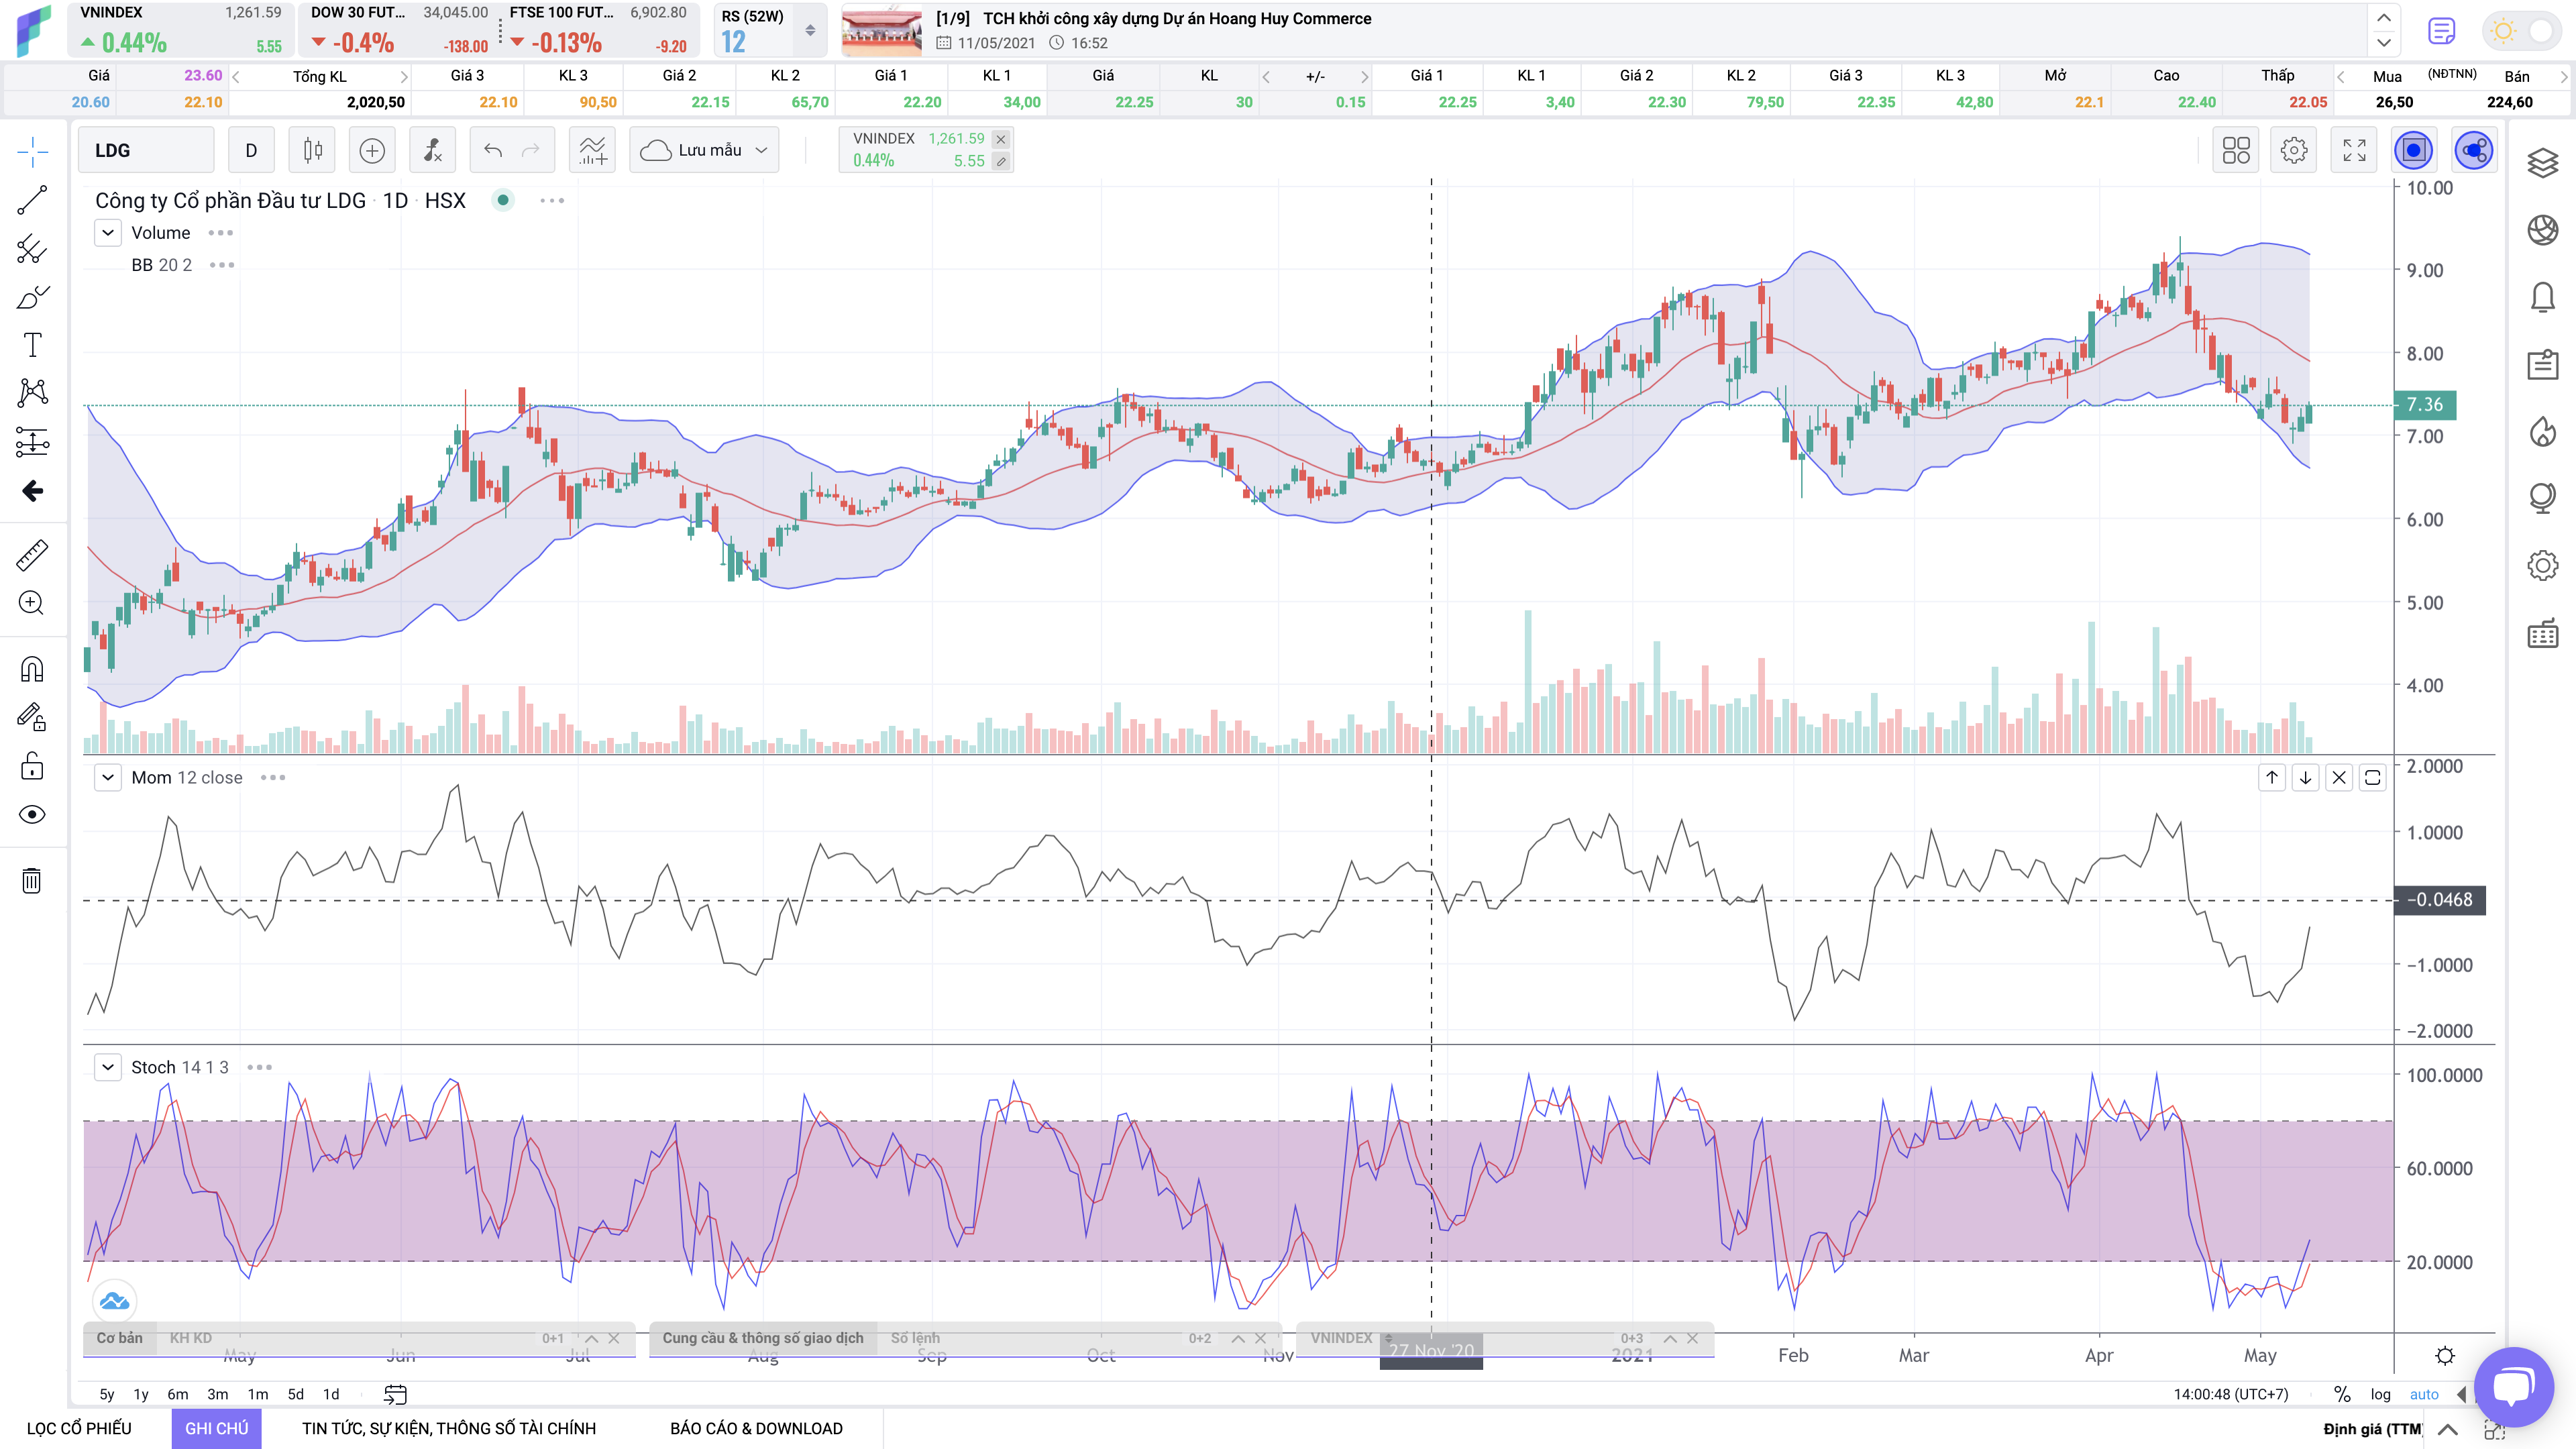 VNINDEX 1,261.59 DOW 30 FUT... 34,045.00 FTSE 100 FUT... 6,902.80 RS (52W) [1/9] TCH khởi công xây dựng Dự án Hoang Huy Commerce
0.44% 5.55 -0.4% -138.00 -0.13% -9.20 12 11/05/2021 16:52
Giá 23.60 Tổng KL Giá 3 KL 3 Giá 2 KL 2 Giá 1 KL 1 Giá KL +/- Giá 1 KL 1 Giá 2 KL 2 Giá 3 KL 3 Mở Cao Thấp Mua (NĐTNN) Bán
20.60 22.10 2,020,50 22.10 90,50 22.15 65,70 22.20 34,00 22.25 30 0.15 22.25 3,40 22.30 79,50 22.35 42,80 22.1 22.40 22.05 26,50 224,60
LDG D Lưu mẫu VNINDEX 1,261.59
0.44% 5.55
Công ty Cổ phần Đầu tư LDG · 1D · HSX
Volume
BB 20 2
10.00
9.00
8.00
7.36
7.00
6.00
5.00
4.00
Mom 12 close
2.0000
1.0000
−0.0468
−1.0000
−2.0000
Stoch 14 1 3
100.0000
60.0000
20.0000
Cơ bản KH KD 0+1 Cung cầu & thông số giao dịch Sổ lệnh 0+2 VNINDEX 0+3
May Jun Jul Aug Sep Oct Nov 27 Nov '20 2021 Feb Mar Apr May
5y 1y 6m 3m 1m 5d 1d 14:00:48 (UTC+7) % log auto
LỌC CỔ PHIẾU GHI CHÚ TIN TỨC, SỰ KIỆN, THÔNG SỐ TÀI CHÍNH BÁO CÁO & DOWNLOAD Định giá (TTM)